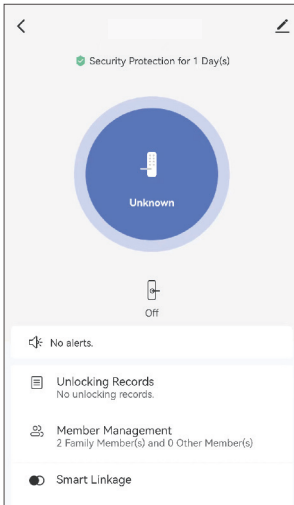 Security Protection for 1 Day(s)
Unknown
Off
No alerts.
Unlocking Records
No unlocking records.
Member Management
2 Family Member(s) and 0 Other Member(s)
Smart Linkage